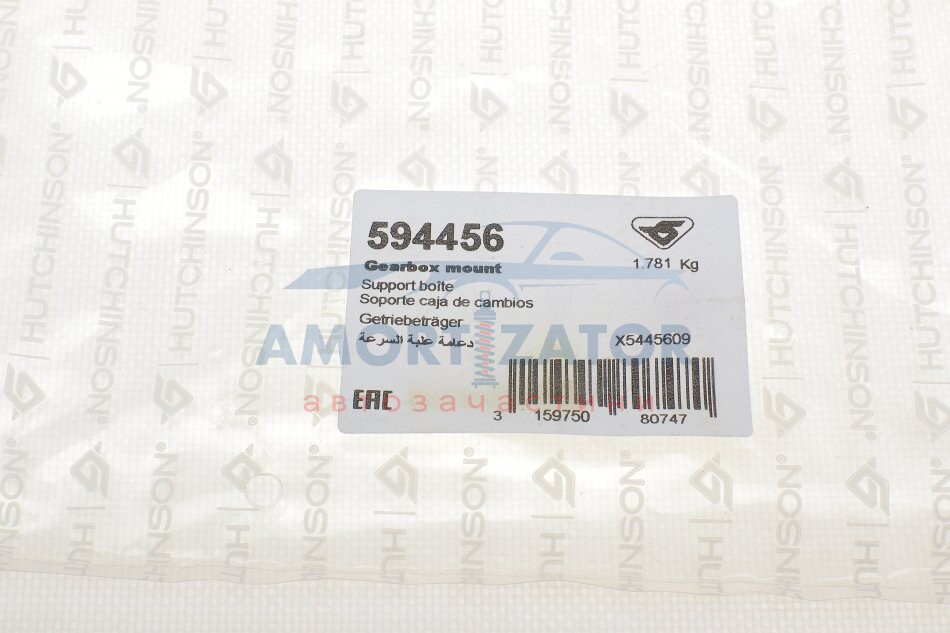 HUTCHINSON®
594456
Gearbox mount
1.781 Kg
Support boîte
Soporte caja de cambios
Getriebeträger
دعامة علبة السرعة
X5445609
AMORTIZATOR
автозапчастини
EAC
3 159750 80747